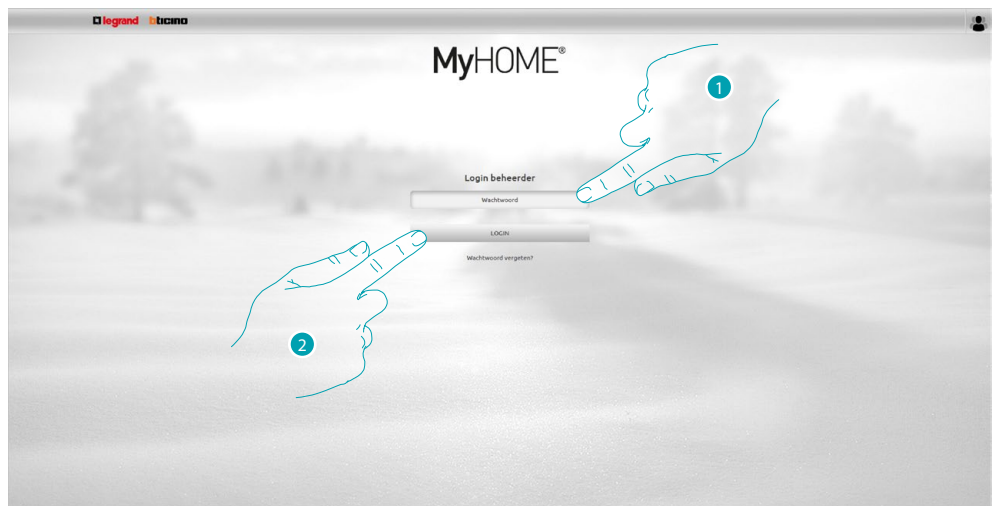 legrand bticino
MyHOME®
1
Login beheerder
Wachtwoord
LOGIN
Wachtwoord vergeten?
2